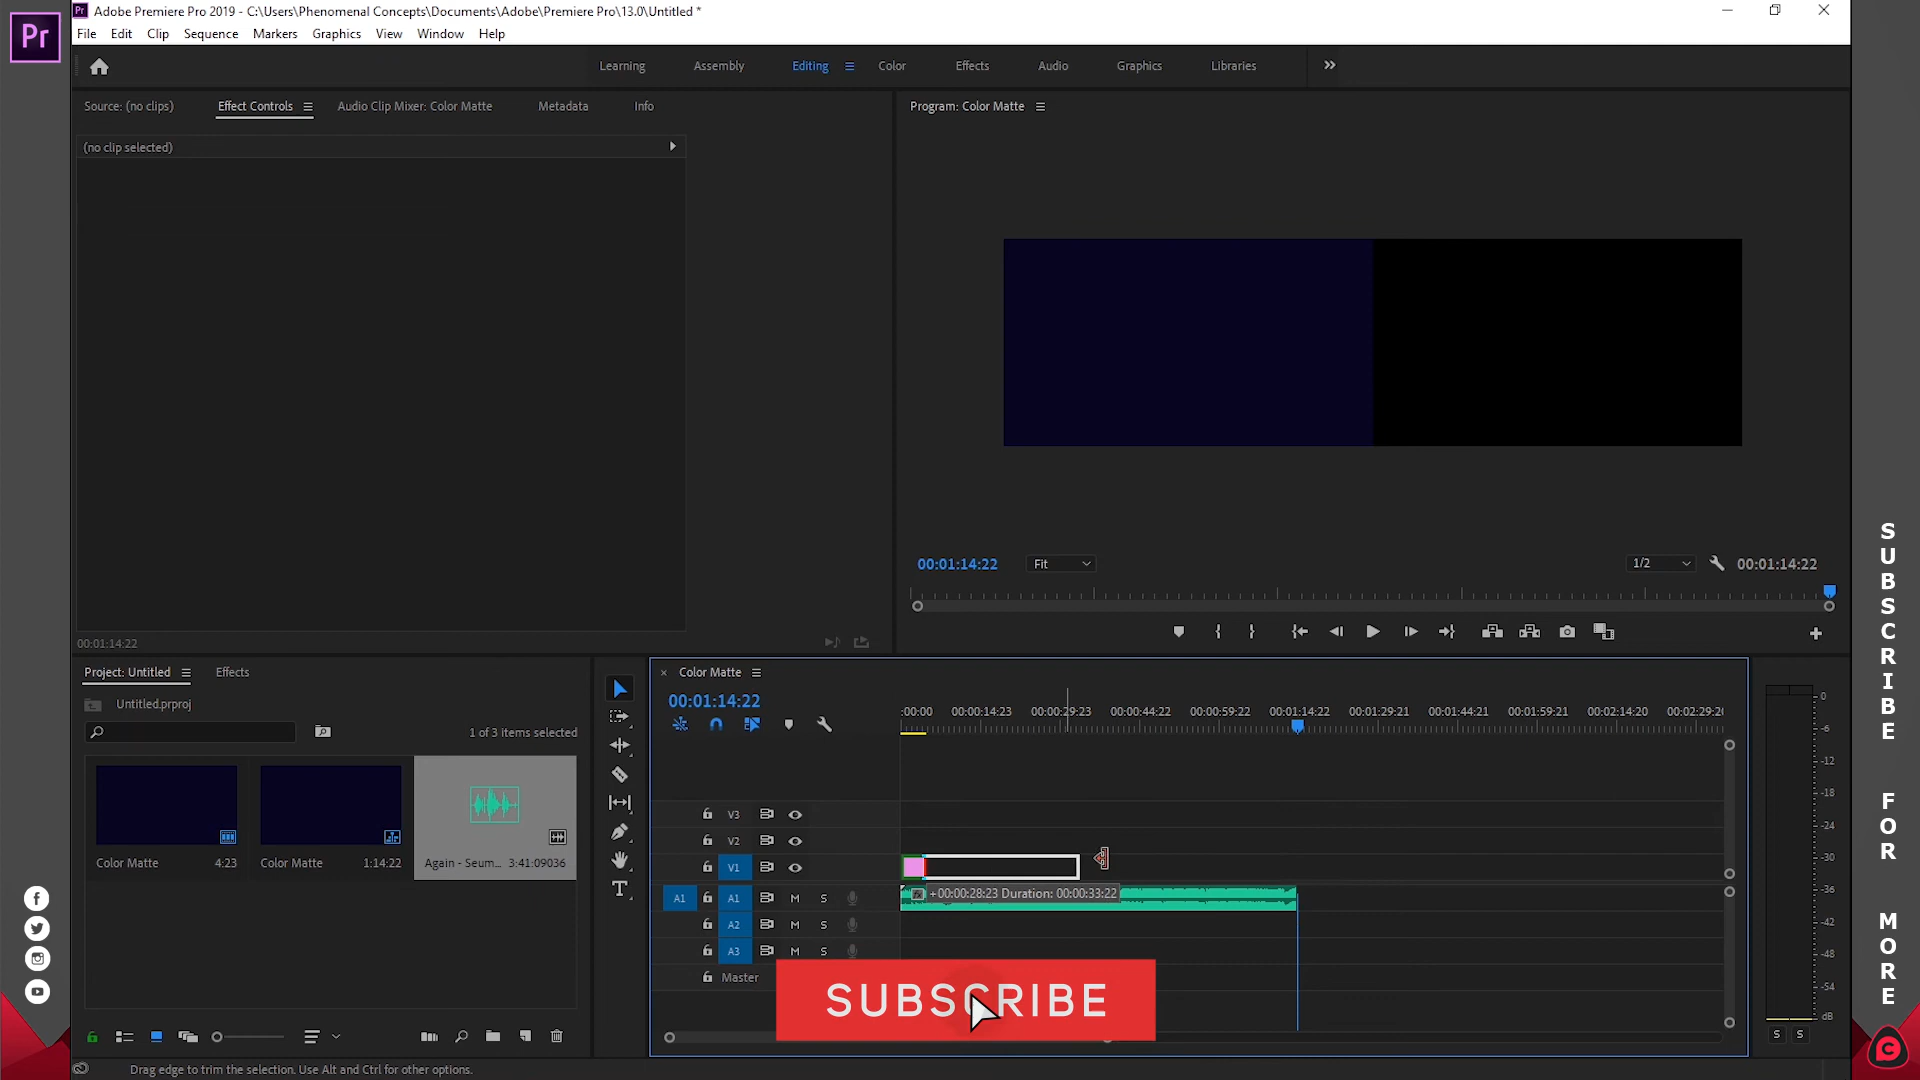 Pr
Pr Adobe Premiere Pro 2019 - C:\Users\Phenomenal Concepts\Documents\Adobe\Premiere Pro\13.0\Untitled *
File Edit Clip Sequence Markers Graphics View Window Help
Learning Assembly Editing Color Effects Audio Graphics Libraries
Source: (no clips) Effect Controls Audio Clip Mixer: Color Matte Metadata Info
Program: Color Matte
(no clip selected)
00:01:14:22 Fit 1/2 00:01:14:22
00:01:14:22
Project: Untitled Effects
Untitled.prproj
1 of 3 items selected
Color Matte 4:23 Color Matte 1:14:22 Again - Seum... 3:41:09036
Color Matte
00:01:14:22
:00:00 00:00:14:23 00:00:29:23 00:00:44:22 00:00:59:22 00:01:14:22 00:01:29:21 00:01:44:21 00:01:59:21 00:02:14:20 00:02:29:20
V3
V2
V1
A1 A1 M S
+00:00:28:23 Duration: 00:00:33:22
A2 M S
A3 M S
Master
0
-6
-12
-18
-24
-30
-36
-42
-48
-54
dB
S S
SUBSCRIBE
Drag edge to trim the selection. Use Alt and Ctrl for other options.
SUBSCRIBE
FOR
MORE